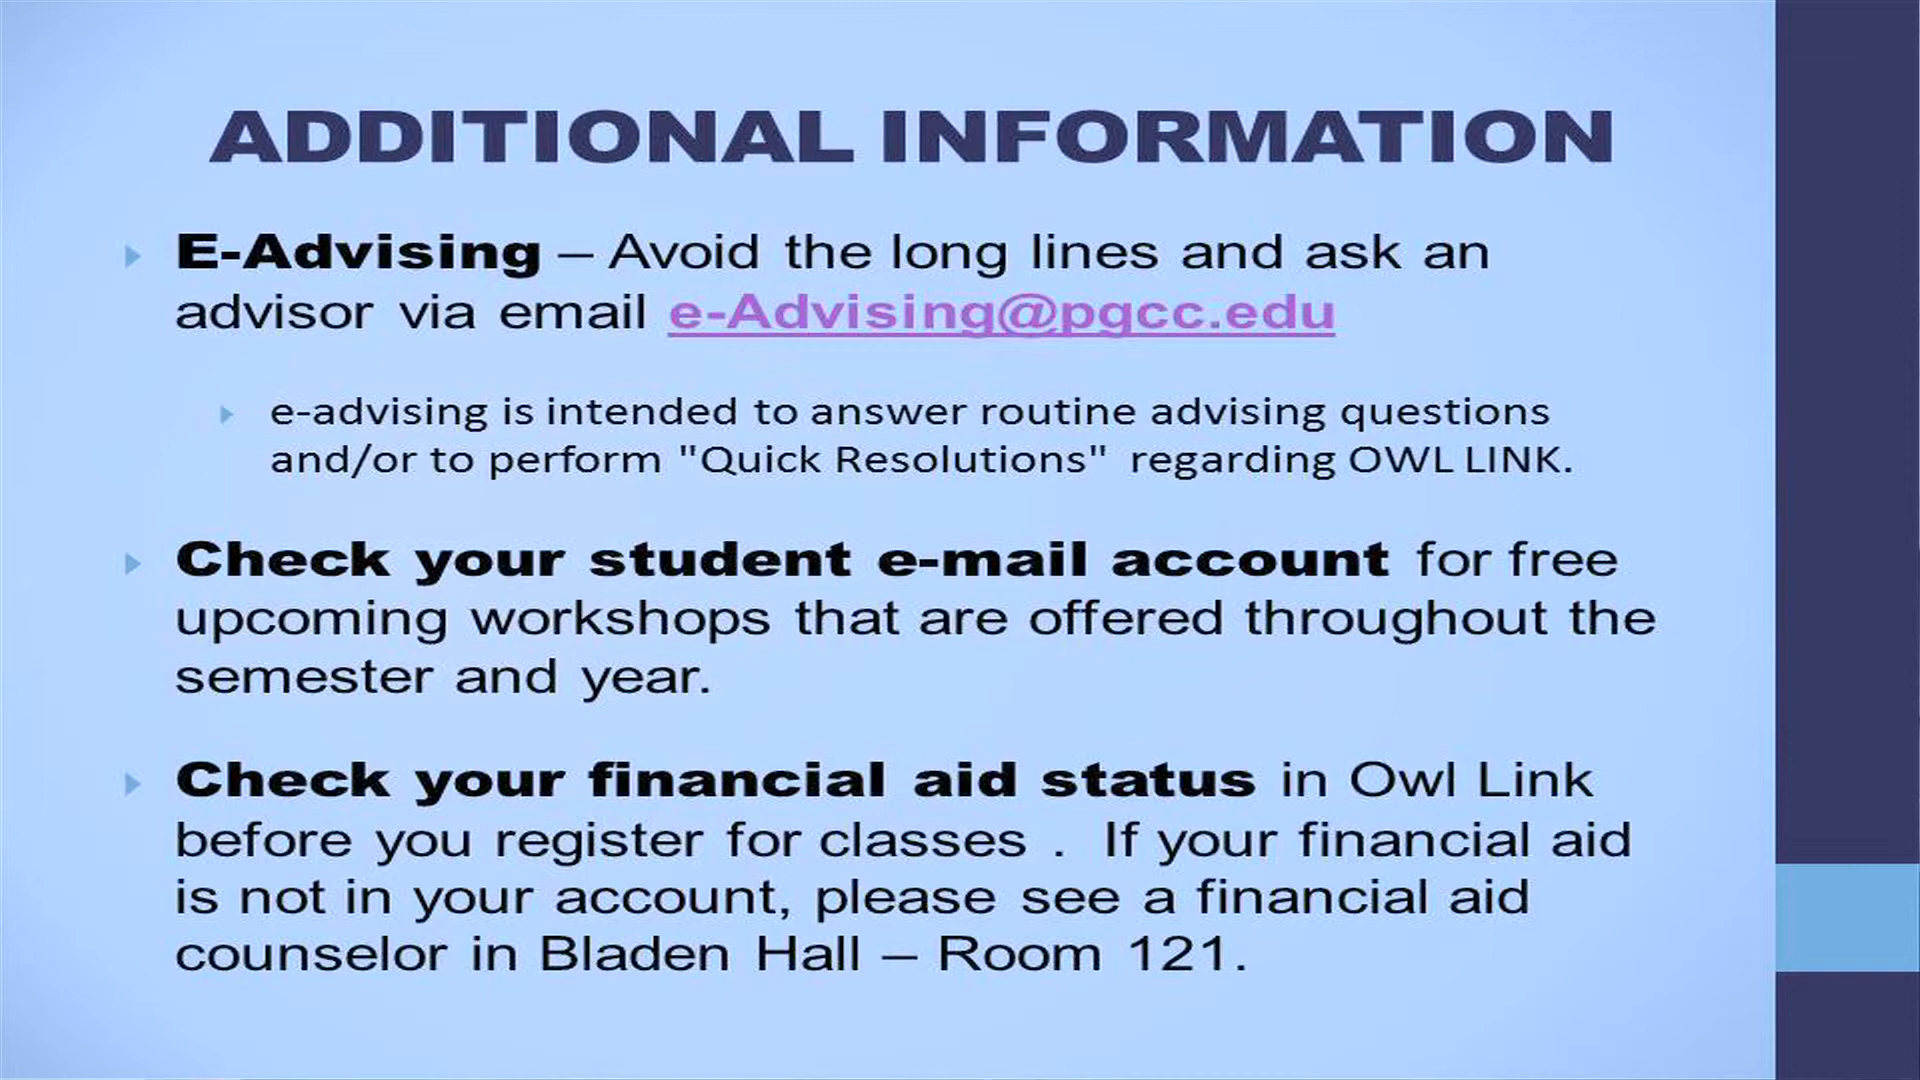 ADDITIONAL INFORMATION
E-Advising – Avoid the long lines and ask an
advisor via email e-Advising@pgcc.edu
e-advising is intended to answer routine advising questions
and/or to perform "Quick Resolutions" regarding OWL LINK.
Check your student e-mail account for free
upcoming workshops that are offered throughout the
semester and year.
Check your financial aid status in Owl Link
before you register for classes . If your financial aid
is not in your account, please see a financial aid
counselor in Bladen Hall – Room 121.